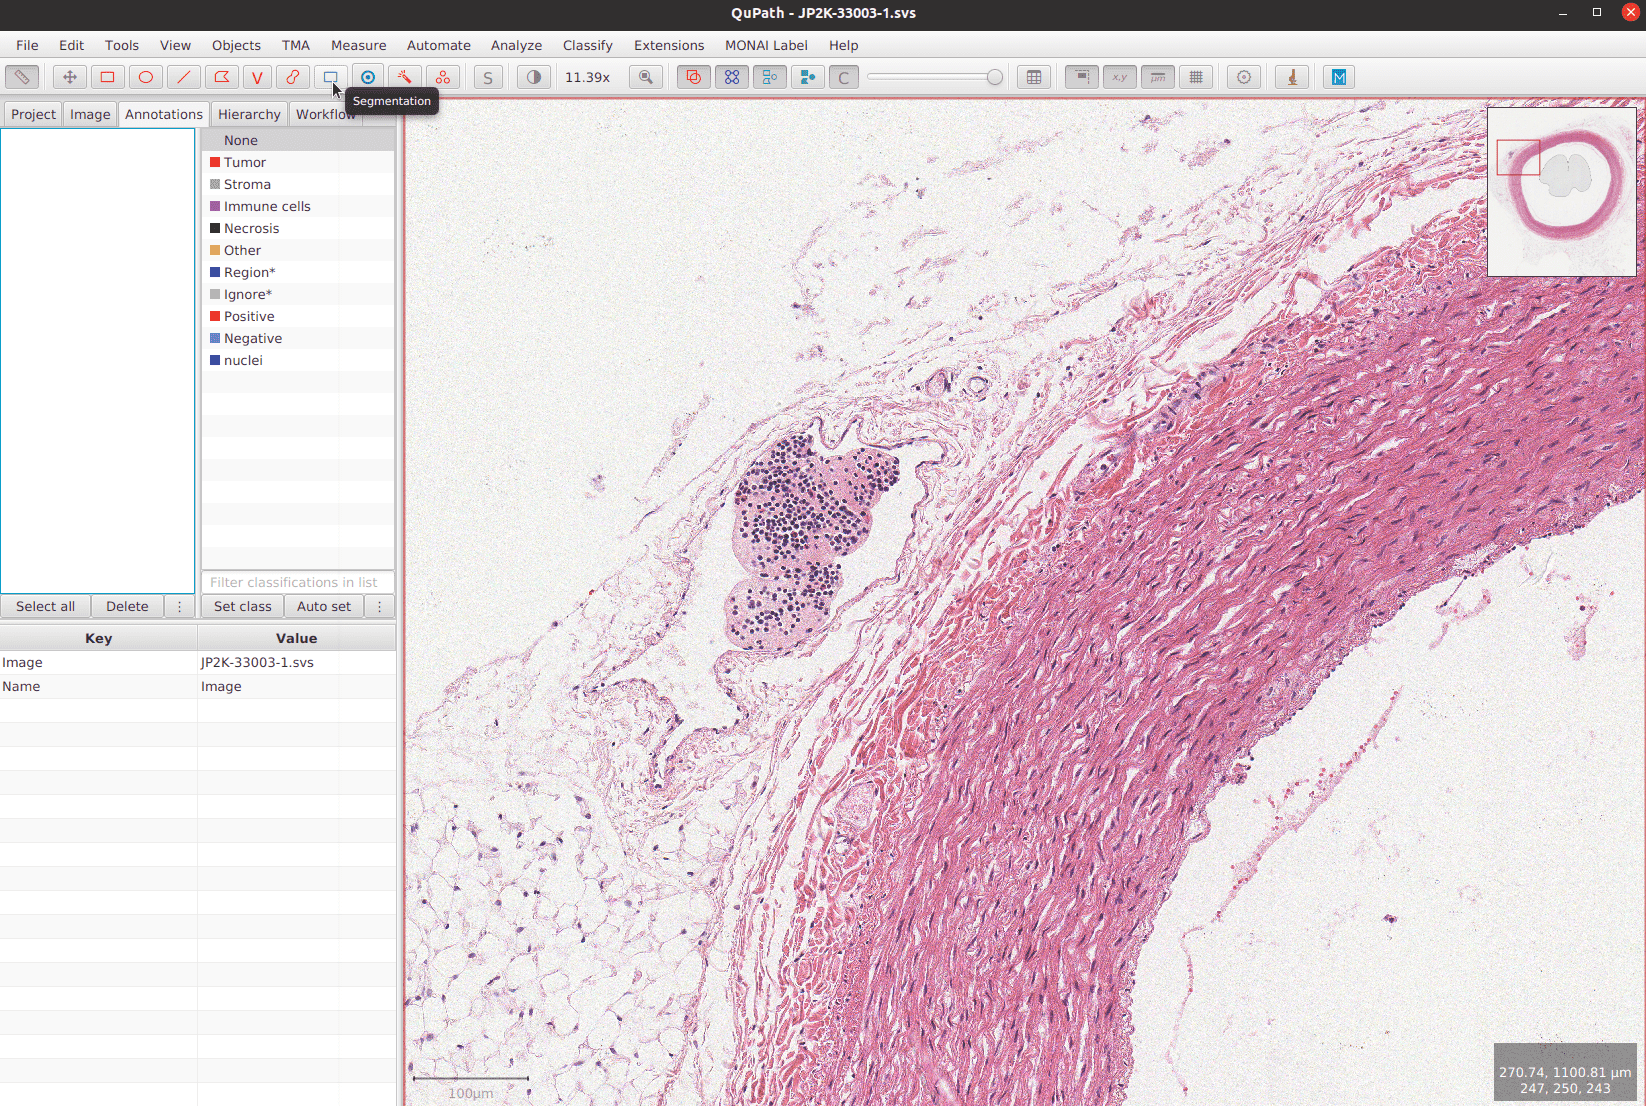 QuPath - JP2K-33003-1.svs
File Edit Tools View Objects TMA Measure Automate Analyze Classify Extensions MONAI Label Help
V S 11.39x C x,y µm M
Segmentation
Project Image Annotations Hierarchy Workflow
None
Tumor
Stroma
Immune cells
Necrosis
Other
Region*
Ignore*
Positive
Negative
nuclei
Filter classifications in list
Select all Delete ⋮ Set class Auto set ⋮
Key Value
Image JP2K-33003-1.svs
Name Image
100µm
270.74, 1100.81 µm
247, 250, 243